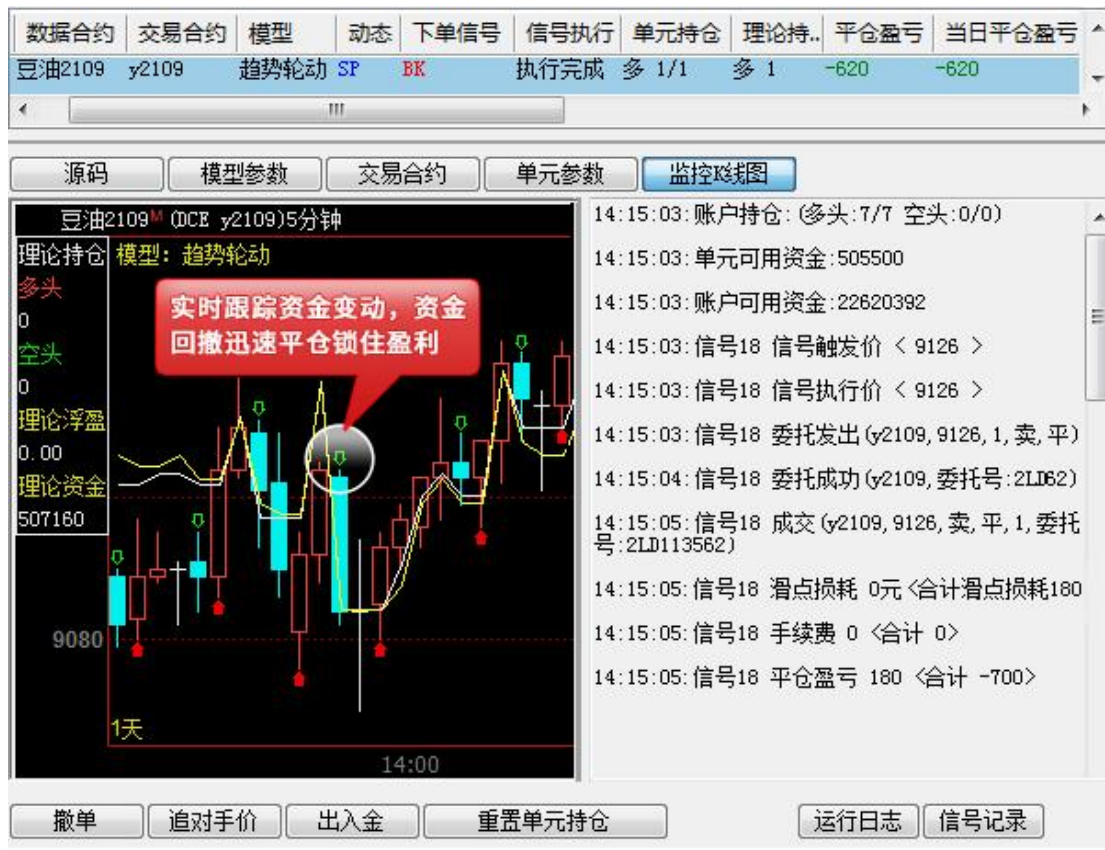 数据合约 交易合约 模型 动态 下单信号 信号执行 单元持仓 理论持.. 平仓盈亏 当日平仓盈亏
豆油2109 y2109 趋势轮动 SP BK 执行完成 多 1/1 多 1 -620 -620
源码 模型参数 交易合约 单元参数 监控K线图
豆油2109M (DCE y2109)5分钟
理论持仓 模型: 趋势轮动
多头
0
空头
0
理论浮盈
0.00
理论资金
507160
实时跟踪资金变动，资金
回撤迅速平仓锁住盈利
9080
1天
14:00
14:15:03:账户持仓:(多头:7/7 空头:0/0)
14:15:03:单元可用资金:505500
14:15:03:账户可用资金:22620392
14:15:03:信号18 信号触发价 < 9126 >
14:15:03:信号18 信号执行价 < 9126 >
14:15:03:信号18 委托发出(y2109,9126,1,卖,平)
14:15:04:信号18 委托成功(y2109,委托号:2LD62)
14:15:05:信号18 成交(y2109,9126,卖,平,1,委托
号:2LD113562)
14:15:05:信号18 滑点损耗 0元<合计滑点损耗180
14:15:05:信号18 手续费 0 <合计 0>
14:15:05:信号18 平仓盈亏 180 <合计 -700>
撤单 追对手价 出入金 重置单元持仓 运行日志 信号记录